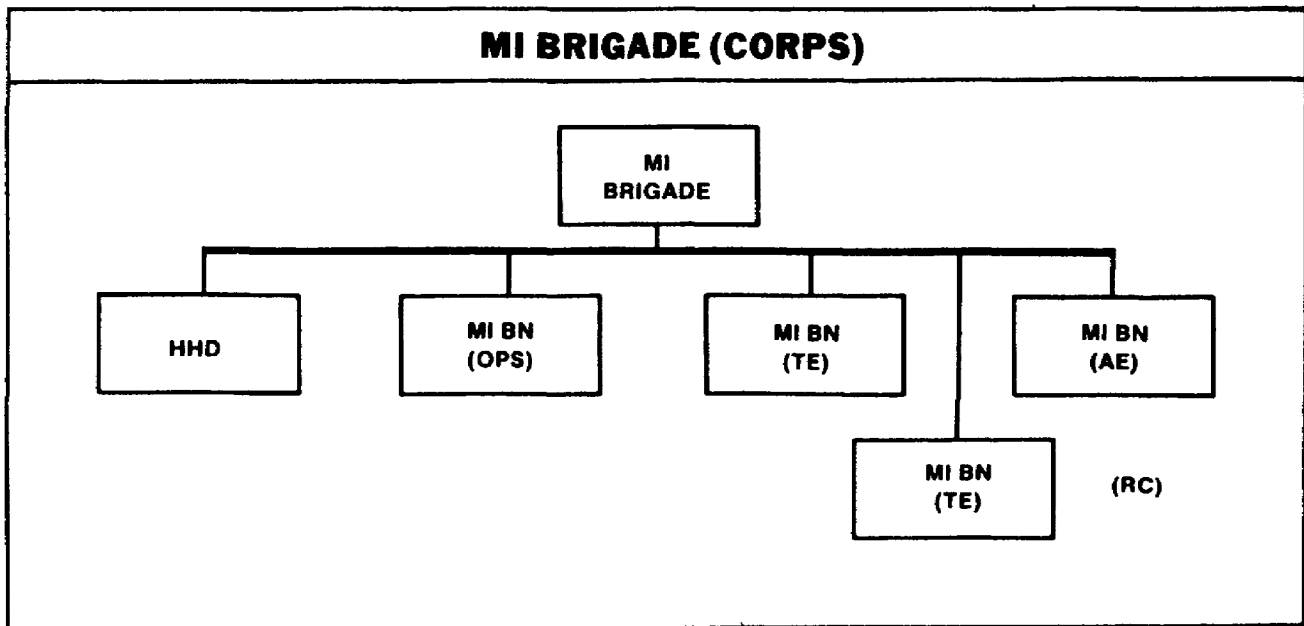 MI BRIGADE (CORPS)
MI
BRIGADE
HHD
MI BN
(OPS)
MI BN
(TE)
MI BN
(AE)
MI BN
(TE)
(RC)